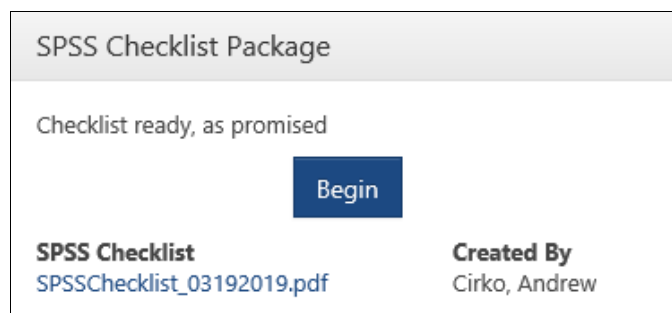 SPSS Checklist Package
Checklist ready, as promised
Begin
SPSS Checklist
Created By
SPSSChecklist_03192019.pdf
Cirko, Andrew